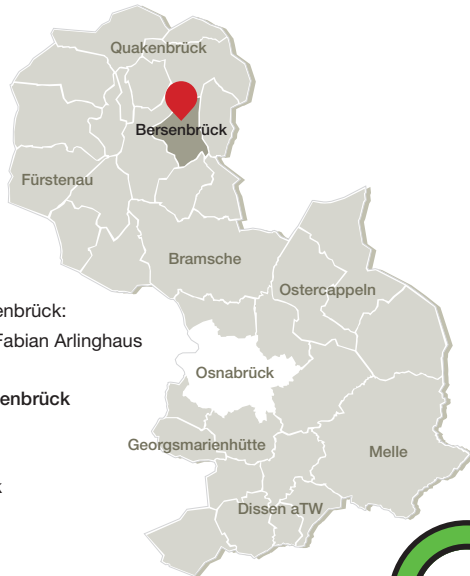 Quakenbrück
Bersenbrück
Fürstenau
Bramsche
Ostercappeln
enbrück:
Fabian Arlinghaus
Osnabrück
enbrück
Georgsmarienhütte
Melle
k
Dissen aTW